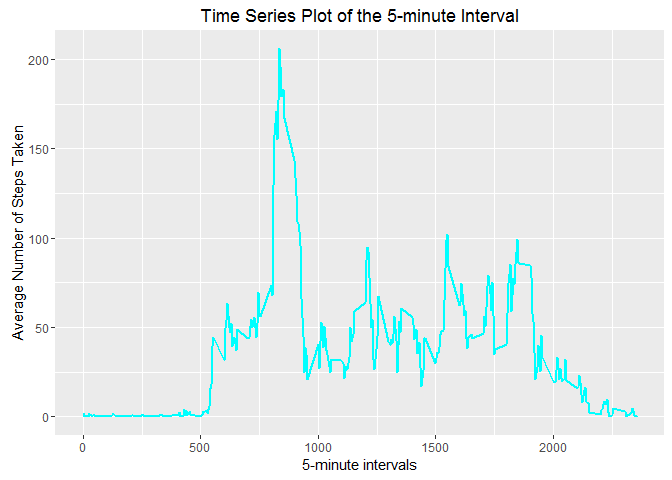 Time Series Plot of the 5-minute Interval
Average Number of Steps Taken
200
150
100
50
0
0 500 1000 1500 2000
5-minute intervals